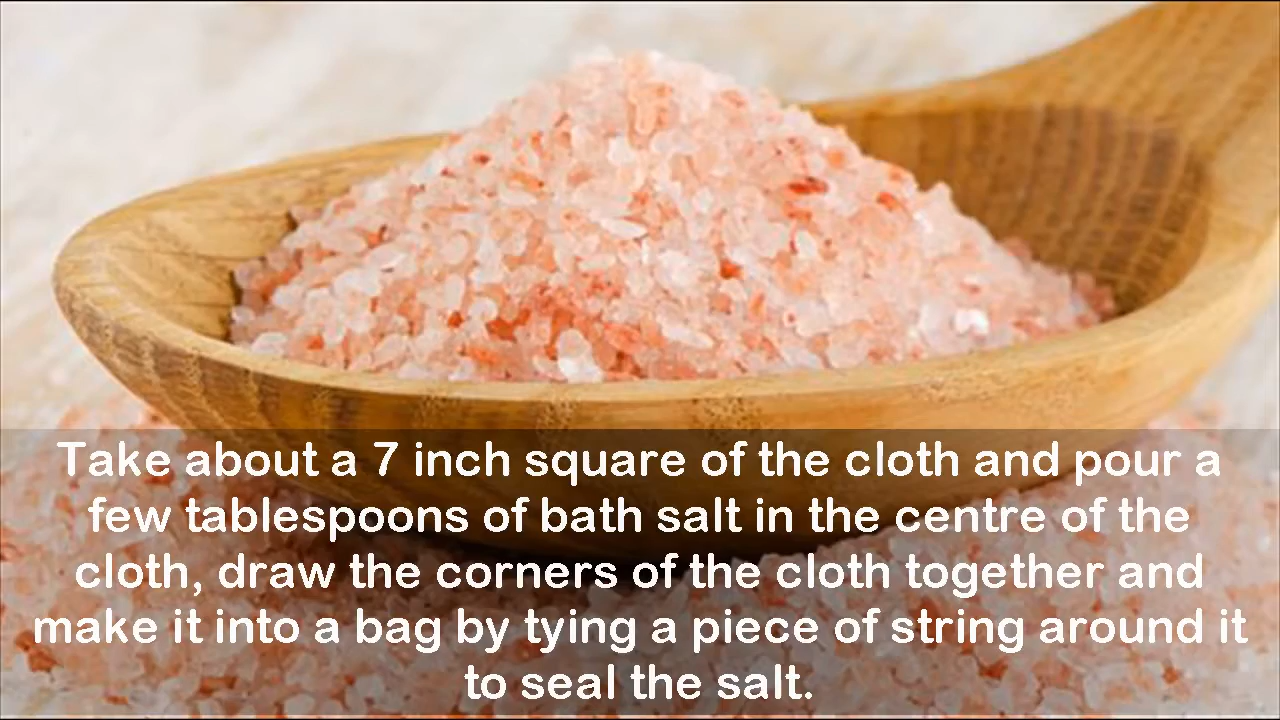 Take about a 7 inch square of the cloth and pour a
few tablespoons of bath salt in the centre of the
cloth, draw the corners of the cloth together and
make it into a bag by tying a piece of string around it
to seal the salt.